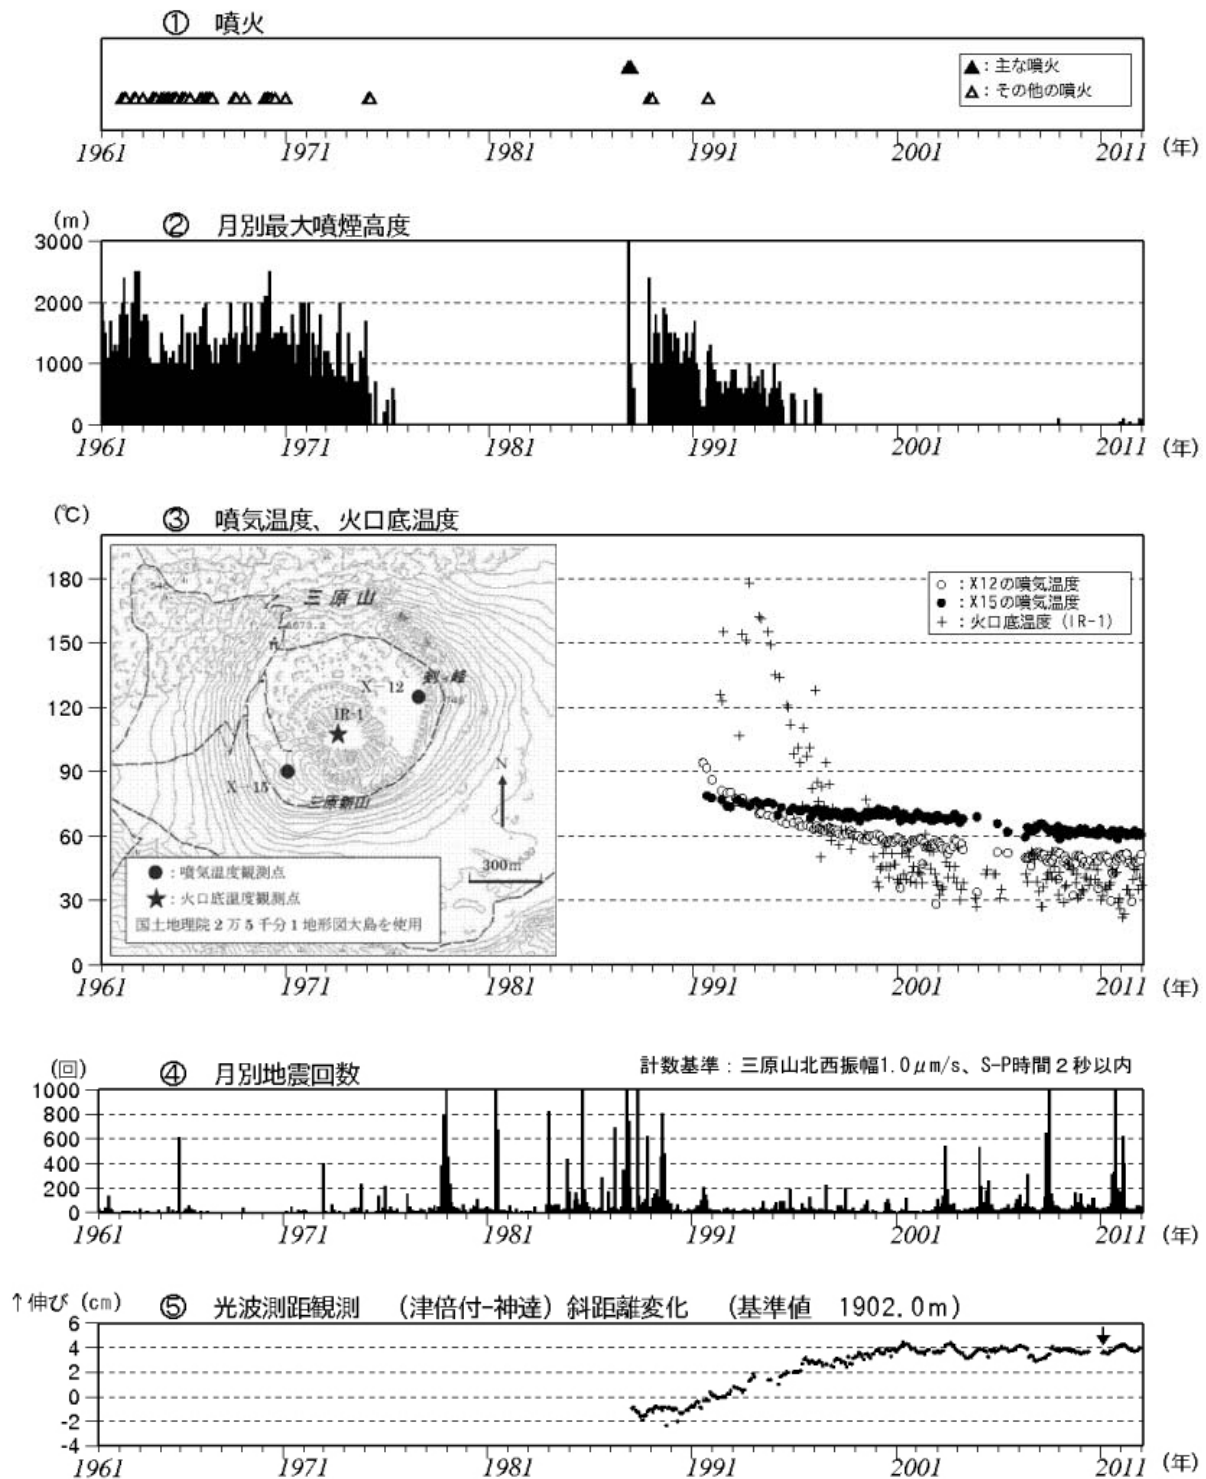 ① 噴火
▲：主な噴火
△：その他の噴火
1961 1971 1981 1991 2001 2011 (年)
(m) ② 月別最大噴煙高度
3000
2000
1000
0
1961 1971 1981 1991 2001 2011 (年)
(℃) ③ 噴気温度、火口底温度
180
150
120
90
60
30
0
○：X12の噴気温度
●：X15の噴気温度
+：火口底温度(IR-1)
三原山
剣ヶ峰
X-12
IR-1
X-15
三原新山
N
300m
●：噴気温度観測点
★：火口底温度観測点
国土地理院2万5千分1地形図大島を使用
1961 1971 1981 1991 2001 2011 (年)
(回) ④ 月別地震回数 計数基準：三原山北西振幅1.0μm/s、S-P時間2秒以内
1000
800
600
400
200
0
1961 1971 1981 1991 2001 2011 (年)
↑伸び(cm) ⑤ 光波測距観測 (津倍付-神達)斜距離変化 (基準値 1902.0m)
6
4
2
0
-2
-4
1961 1971 1981 1991 2001 2011 (年)